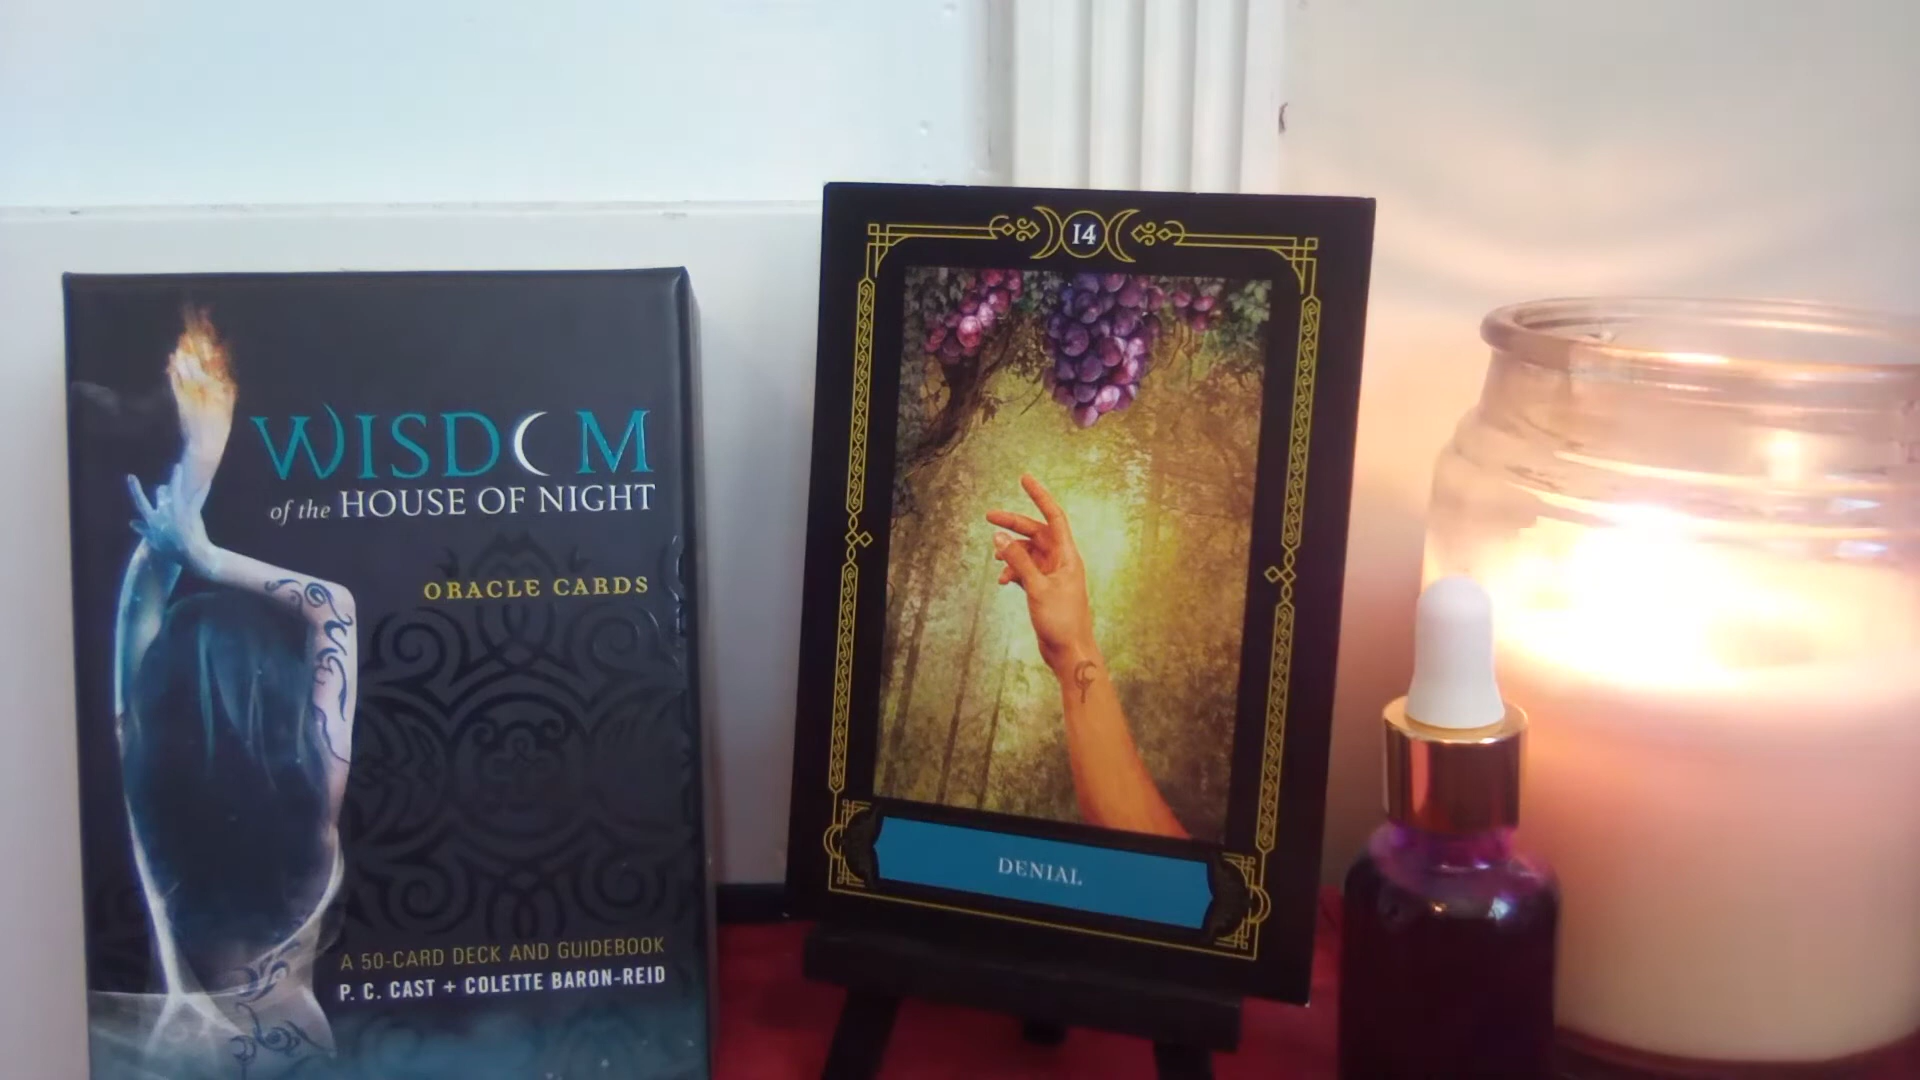 WISDOM
of the HOUSE OF NIGHT
ORACLE CARDS
A 50-CARD DECK AND GUIDEBOOK
P. C. CAST + COLETTE BARON-REID
14
DENIAL